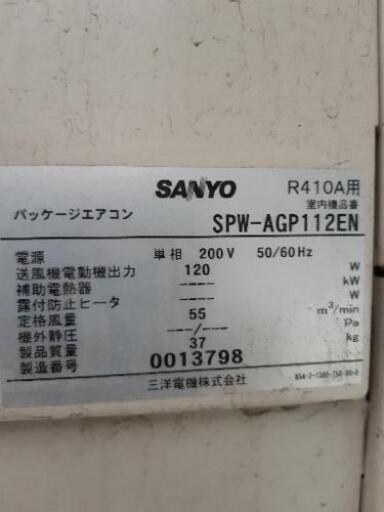 SANYO R410A用
室内機品番
パッケージエアコン SPW-AGP112EN
電源 単相 200V 50/60Hz
送風機電動機出力 120 W
補助電熱器 ---- kW
露付防止ヒータ ---- W
定格風量 55 m³/min
機外静圧 ---/--- Pa
製品質量 37 kg
製造番号 0013798
三洋電機株式会社